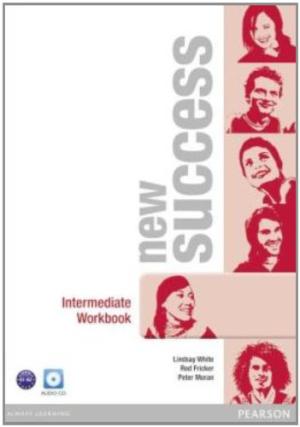 new
success
Intermediate
Workbook
Lindsay White
Rod Fricker
Peter Moran
AUDIO CD
ALWAYS LEARNING
PEARSON